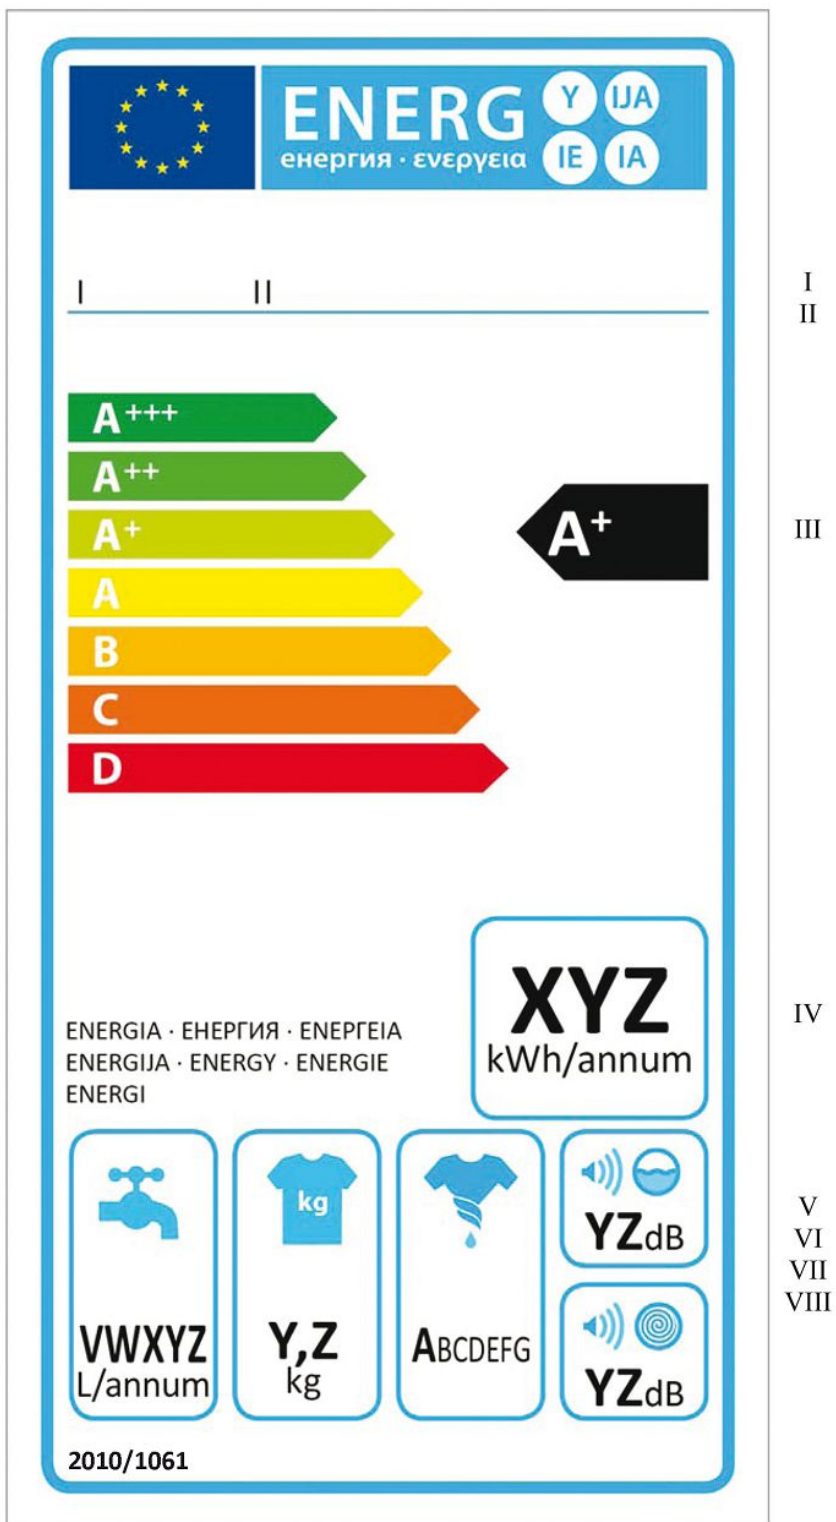 ENERG Y IJA
енергия · ενεργεια IE IA
I II
I
II
A+++
A++
A+
A
B
C
D
A+
III
XYZ
kWh/annum
IV
ENERGIA · ЕНЕРГИЯ · ΕΝΕΡΓΕΙΑ
ENERGIJA · ENERGY · ENERGIE
ENERGI
VWXYZ
L/annum
kg
Y,Z
kg
ABCDEFG
YZdB
YZdB
V
VI
VII
VIII
2010/1061